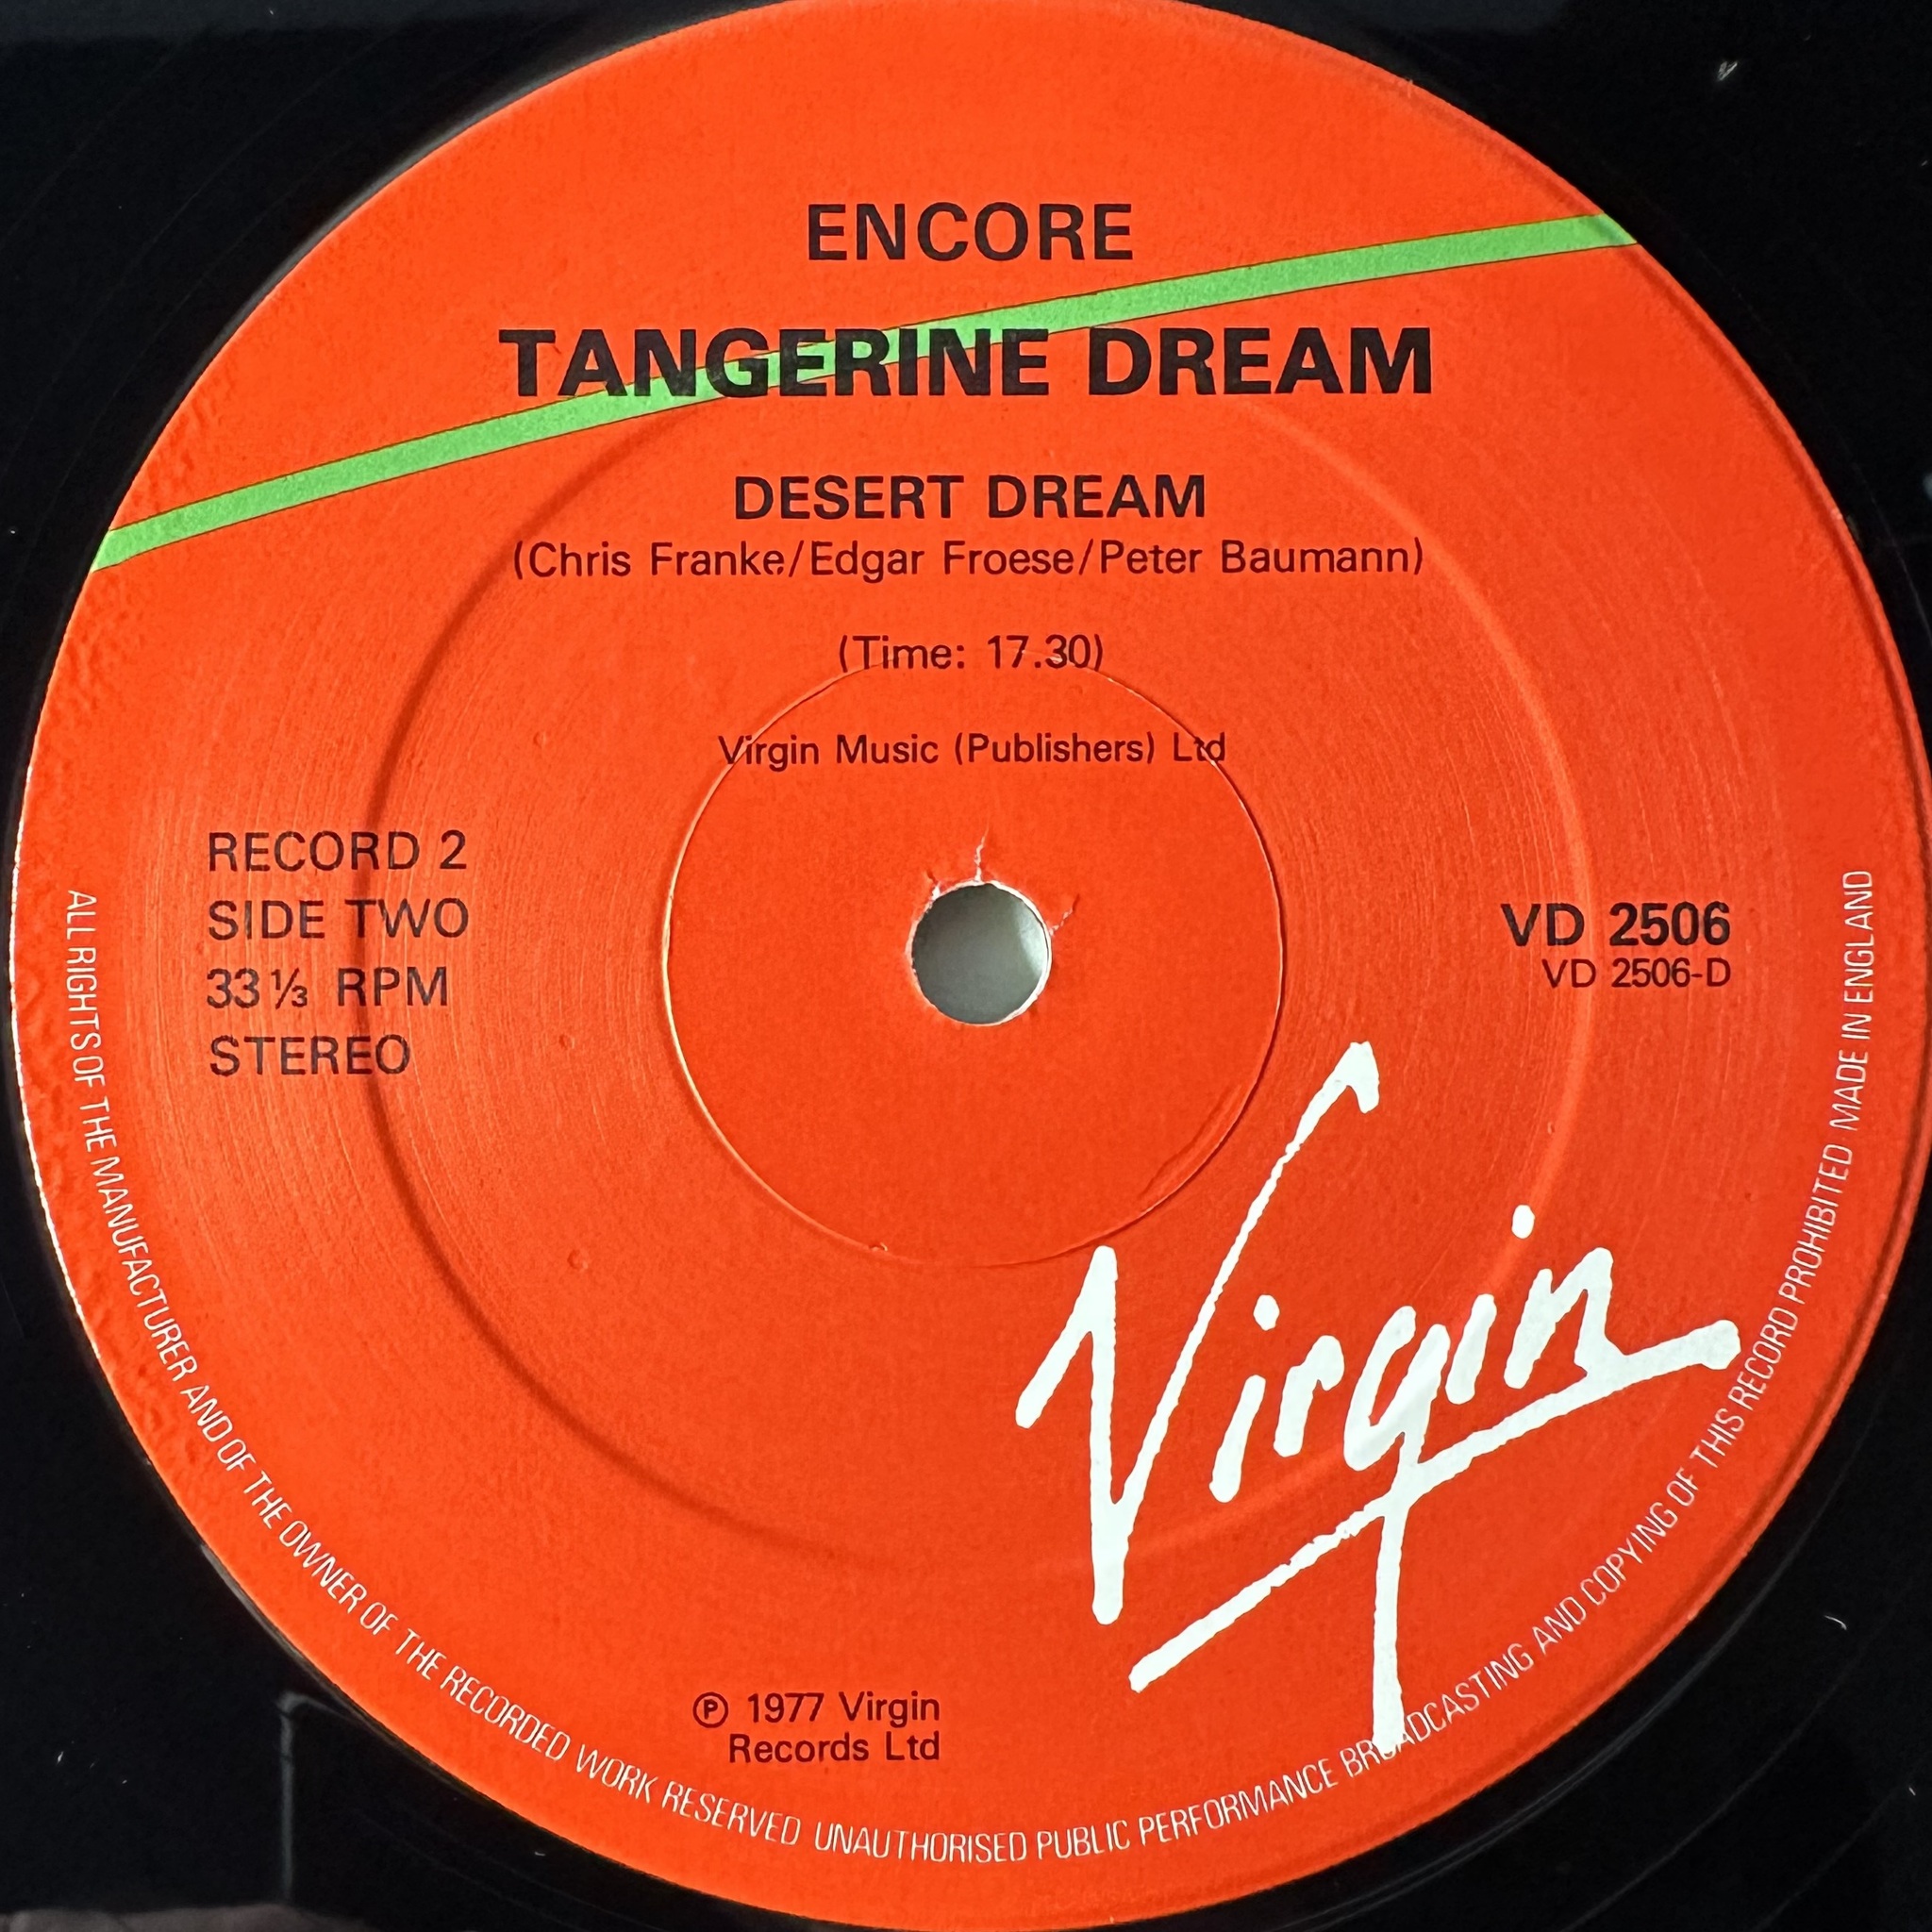 ENCORE
TANGERINE DREAM
DESERT DREAM
(Chris Franke/Edgar Froese/Peter Baumann)
(Time: 17.30)
Virgin Music (Publishers) Ltd
RECORD 2
SIDE TWO
33⅓ RPM
STEREO
VD 2506
VD 2506-D
Virgin
℗ 1977 Virgin
Records Ltd
ALL RIGHTS OF THE MANUFACTURER AND OF THE OWNER OF THE RECORDED WORK RESERVED UNAUTHORISED PUBLIC PERFORMANCE BROADCASTING AND COPYING OF THIS RECORD PROHIBITED MADE IN ENGLAND